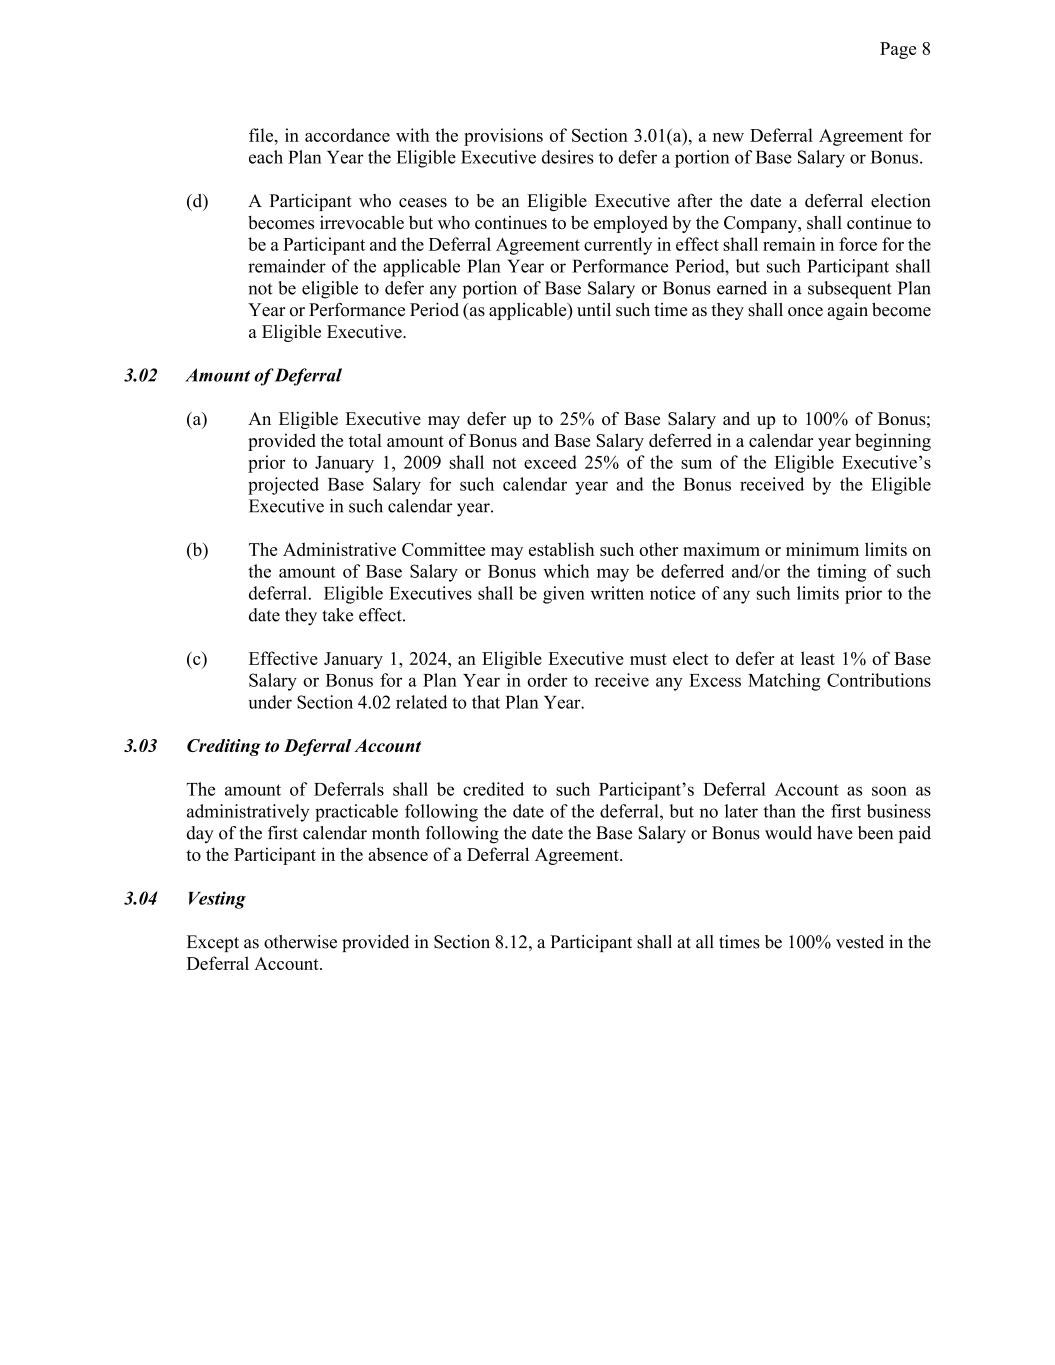 Page 8
file, in accordance with the provisions of Section 3.01(a), a new Deferral Agreement for
each Plan Year the Eligible Executive desires to defer a portion of Base Salary or Bonus.
(d) A Participant who ceases to be an Eligible Executive after the date a deferral election
becomes irrevocable but who continues to be employed by the Company, shall continue to
be a Participant and the Deferral Agreement currently in effect shall remain in force for the
remainder of the applicable Plan Year or Performance Period, but such Participant shall
not be eligible to defer any portion of Base Salary or Bonus earned in a subsequent Plan
Year or Performance Period (as applicable) until such time as they shall once again become
a Eligible Executive.
3.02 Amount of Deferral
(a) An Eligible Executive may defer up to 25% of Base Salary and up to 100% of Bonus;
provided the total amount of Bonus and Base Salary deferred in a calendar year beginning
prior to January 1, 2009 shall not exceed 25% of the sum of the Eligible Executive’s
projected Base Salary for such calendar year and the Bonus received by the Eligible
Executive in such calendar year.
(b) The Administrative Committee may establish such other maximum or minimum limits on
the amount of Base Salary or Bonus which may be deferred and/or the timing of such
deferral. Eligible Executives shall be given written notice of any such limits prior to the
date they take effect.
(c) Effective January 1, 2024, an Eligible Executive must elect to defer at least 1% of Base
Salary or Bonus for a Plan Year in order to receive any Excess Matching Contributions
under Section 4.02 related to that Plan Year.
3.03 Crediting to Deferral Account
The amount of Deferrals shall be credited to such Participant’s Deferral Account as soon as
administratively practicable following the date of the deferral, but no later than the first business
day of the first calendar month following the date the Base Salary or Bonus would have been paid
to the Participant in the absence of a Deferral Agreement.
3.04 Vesting
Except as otherwise provided in Section 8.12, a Participant shall at all times be 100% vested in the
Deferral Account.